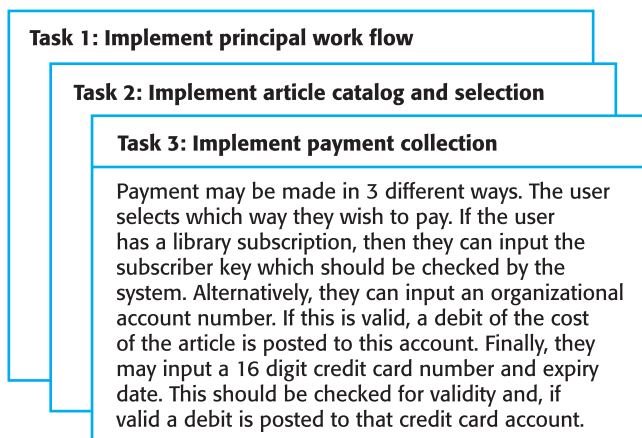 Task 1: Implement principal work flow
Task 2: Implement article catalog and selection
Task 3: Implement payment collection
Payment may be made in 3 different ways. The user
selects which way they wish to pay. If the user
has a library subscription, then they can input the
subscriber key which should be checked by the
system. Alternatively, they can input an organizational
account number. If this is valid, a debit of the cost
of the article is posted to this account. Finally, they
may input a 16 digit credit card number and expiry
date. This should be checked for validity and, if
valid a debit is posted to that credit card account.